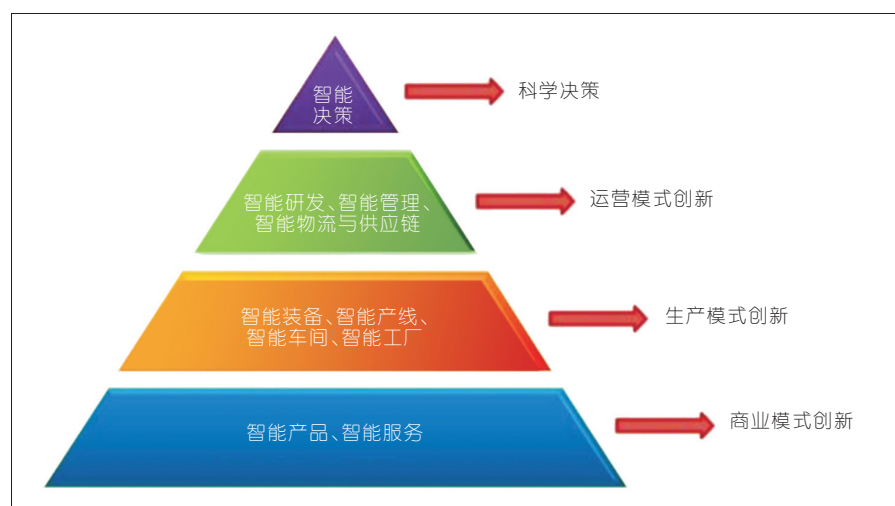 智能
决策
科学决策
智能研发、智能管理、
智能物流与供应链
运营模式创新
智能装备、智能产线、
智能车间、智能工厂
生产模式创新
智能产品、智能服务
商业模式创新